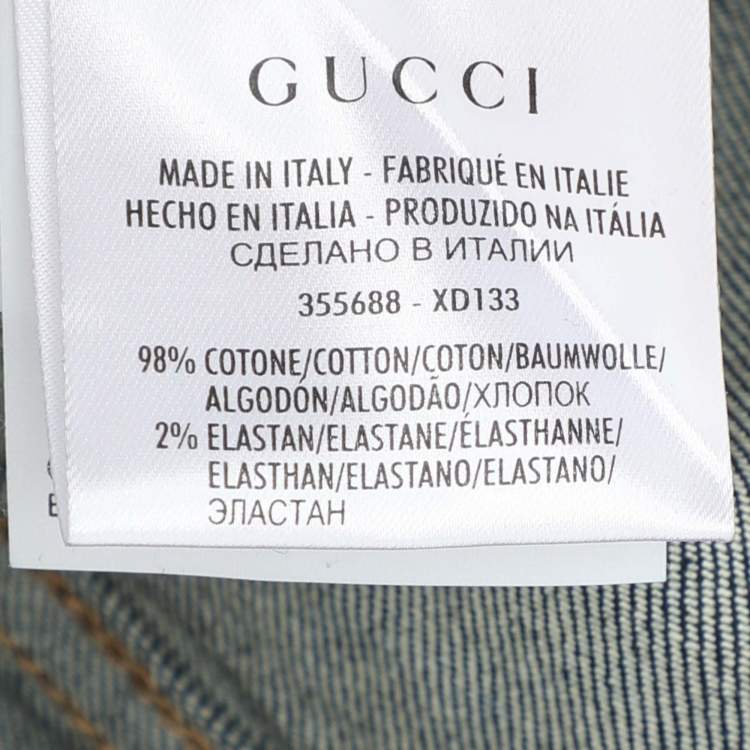 GUCCI
MADE IN ITALY - FABRIQUÉ EN ITALIE
HECHO EN ITALIA - PRODUZIDO NA ITÁLIA
СДЕЛАНО В ИТАЛИИ
355688 - XD133
98% COTONE/COTTON/COTON/BAUMWOLLE/
ALGODÓN/ALGODÃO/ХЛОПОК
2% ELASTAN/ELASTANE/ÉLASTHANNE/
ELASTHAN/ELASTANO/ELASTANO/
ЭЛАСТАН